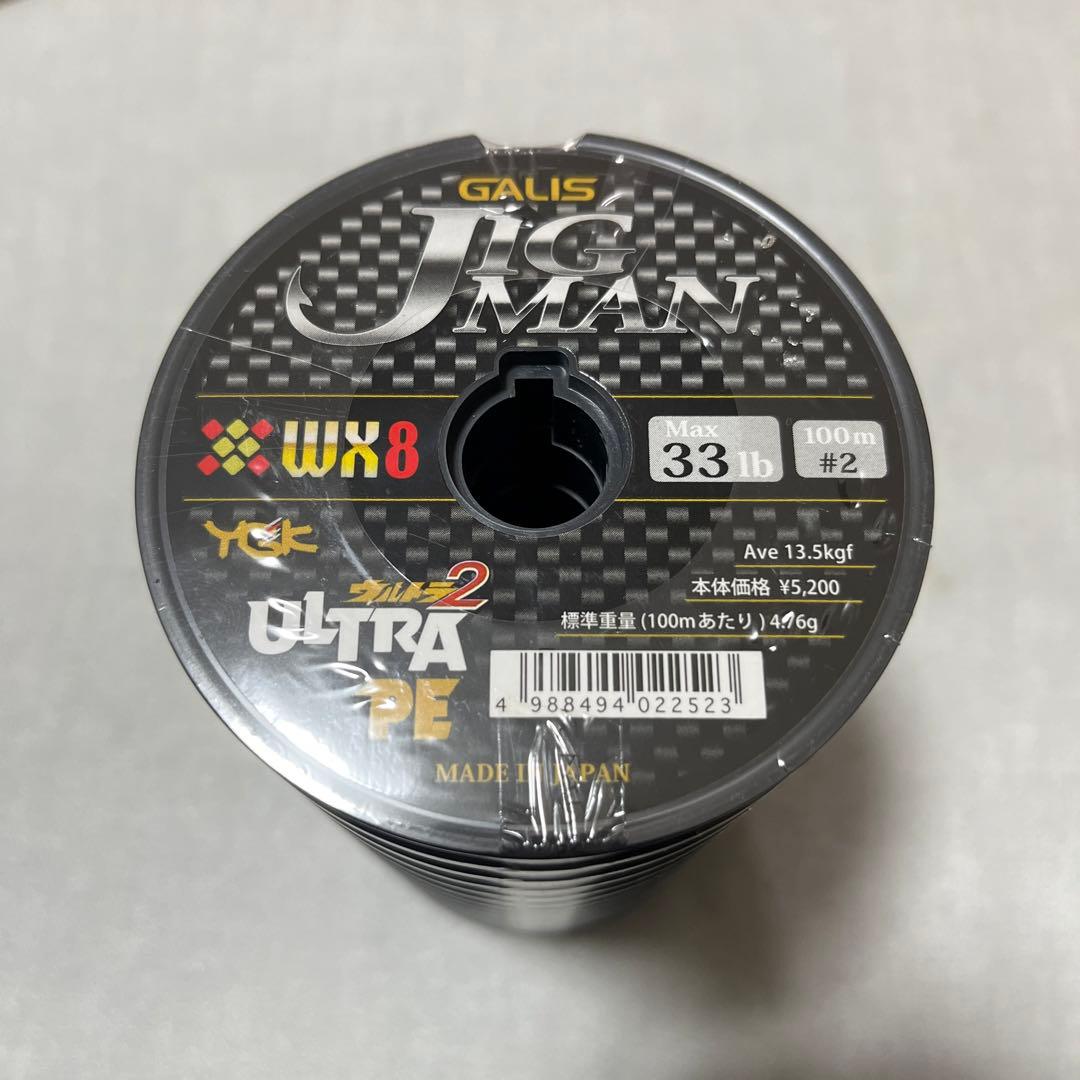 GALIS
JIG
MAN
WX8
Max
33lb
100m
#2
YGK
Ave 13.5kgf
本体価格 ¥5,200
標準重量(100mあたり) 4.76g
ウルトラ2
ULTRA
PE
4 988494 022523
MADE IN JAPAN